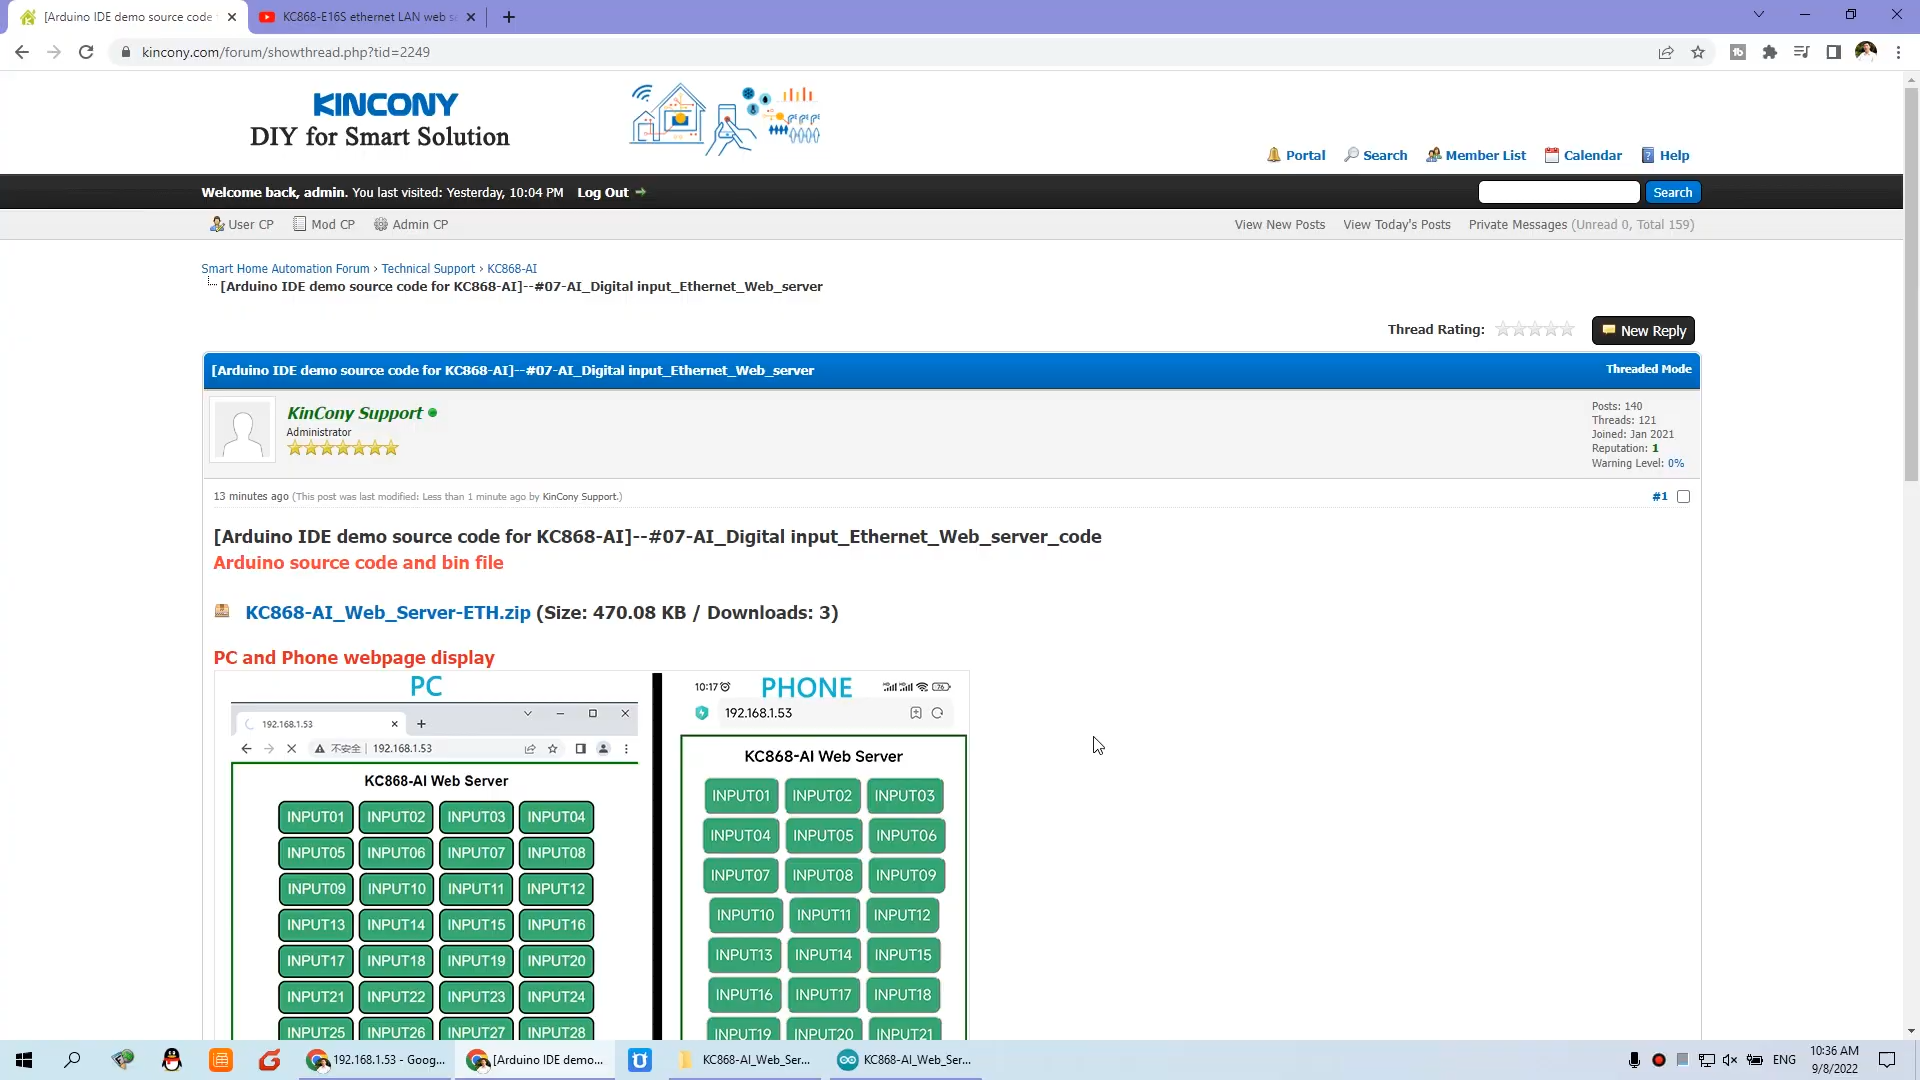 [Arduino IDE demo source code
KC868-E16S ethernet LAN web se
kincony.com/forum/showthread.php?tid=2249
KINCONY
DIY for Smart Solution
Portal
Search
Member List
Calendar
Help
Welcome back, admin. You last visited: Yesterday, 10:04 PM Log Out
Search
User CP
Mod CP
Admin CP
View New Posts
View Today's Posts
Private Messages (Unread 0, Total 159)
Smart Home Automation Forum › Technical Support › KC868-AI
[Arduino IDE demo source code for KC868-AI]--#07-AI_Digital input_Ethernet_Web_server
Thread Rating:
New Reply
[Arduino IDE demo source code for KC868-AI]--#07-AI_Digital input_Ethernet_Web_server
Threaded Mode
KinCony Support
Administrator
Posts: 140
Threads: 121
Joined: Jan 2021
Reputation: 1
Warning Level: 0%
13 minutes ago (This post was last modified: Less than 1 minute ago by KinCony Support.)
#1
[Arduino IDE demo source code for KC868-AI]--#07-AI_Digital input_Ethernet_Web_server_code
Arduino source code and bin file
KC868-AI_Web_Server-ETH.zip (Size: 470.08 KB / Downloads: 3)
PC and Phone webpage display
PC
192.168.1.53
不安全 | 192.168.1.53
KC868-AI Web Server
INPUT01 INPUT02 INPUT03 INPUT04
INPUT05 INPUT06 INPUT07 INPUT08
INPUT09 INPUT10 INPUT11 INPUT12
INPUT13 INPUT14 INPUT15 INPUT16
INPUT17 INPUT18 INPUT19 INPUT20
INPUT21 INPUT22 INPUT23 INPUT24
INPUT25 INPUT26 INPUT27 INPUT28
10:17
PHONE
76
192.168.1.53
KC868-AI Web Server
INPUT01 INPUT02 INPUT03
INPUT04 INPUT05 INPUT06
INPUT07 INPUT08 INPUT09
INPUT10 INPUT11 INPUT12
INPUT13 INPUT14 INPUT15
INPUT16 INPUT17 INPUT18
INPUT19 INPUT20 INPUT21
192.168.1.53 - Goog...
[Arduino IDE demo...
KC868-AI_Web_Ser...
KC868-AI_Web_Ser...
ENG
10:36 AM
9/8/2022